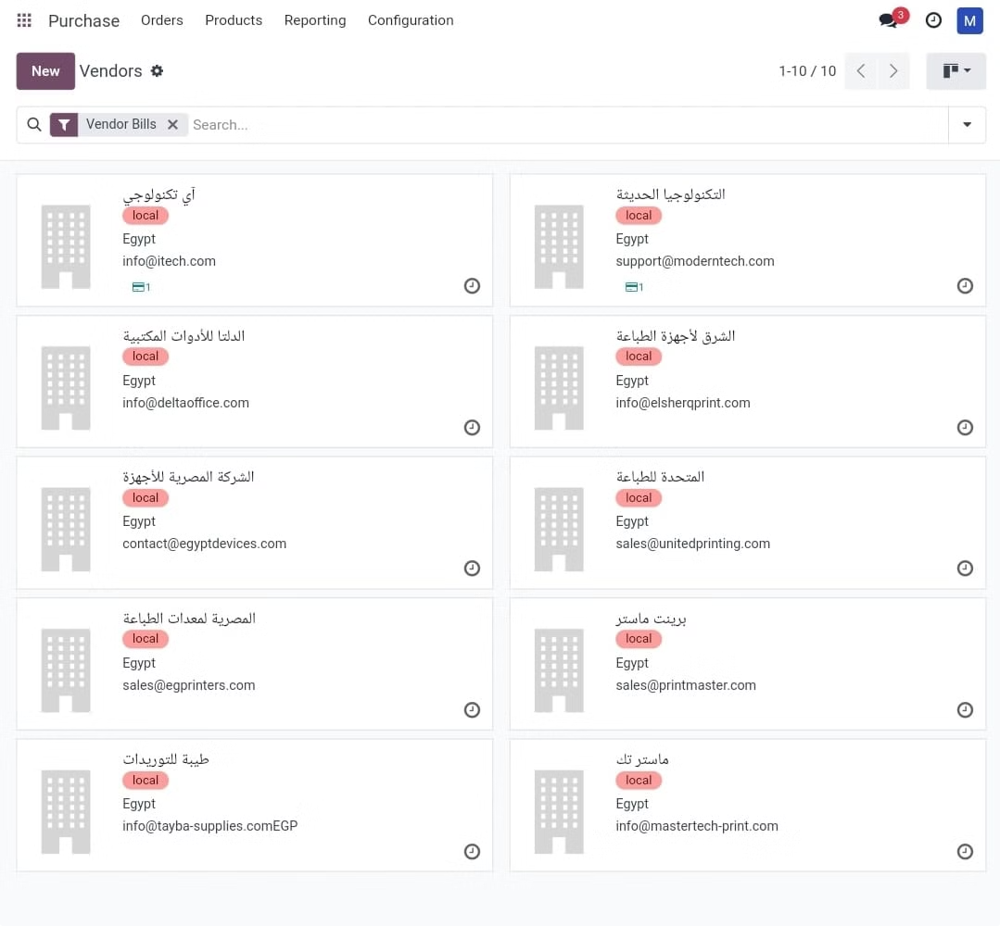 Purchase Orders Products Reporting Configuration 3 M
New Vendors 1-10 / 10
Vendor Bills Search...
آي تكنولوجي
local
Egypt
info@itech.com
1
التكنولوجيا الحديثة
local
Egypt
support@moderntech.com
1
الدلتا للأدوات المكتبية
local
Egypt
info@deltaoffice.com
الشرق لأجهزة الطباعة
local
Egypt
info@elsherqprint.com
الشركة المصرية للأجهزة
local
Egypt
contact@egyptdevices.com
المتحدة للطباعة
local
Egypt
sales@unitedprinting.com
المصرية لمعدات الطباعة
local
Egypt
sales@egprinters.com
برينت ماستر
local
Egypt
sales@printmaster.com
طيبة للتوريدات
local
Egypt
info@tayba-supplies.comEGP
ماستر تك
local
Egypt
info@mastertech-print.com